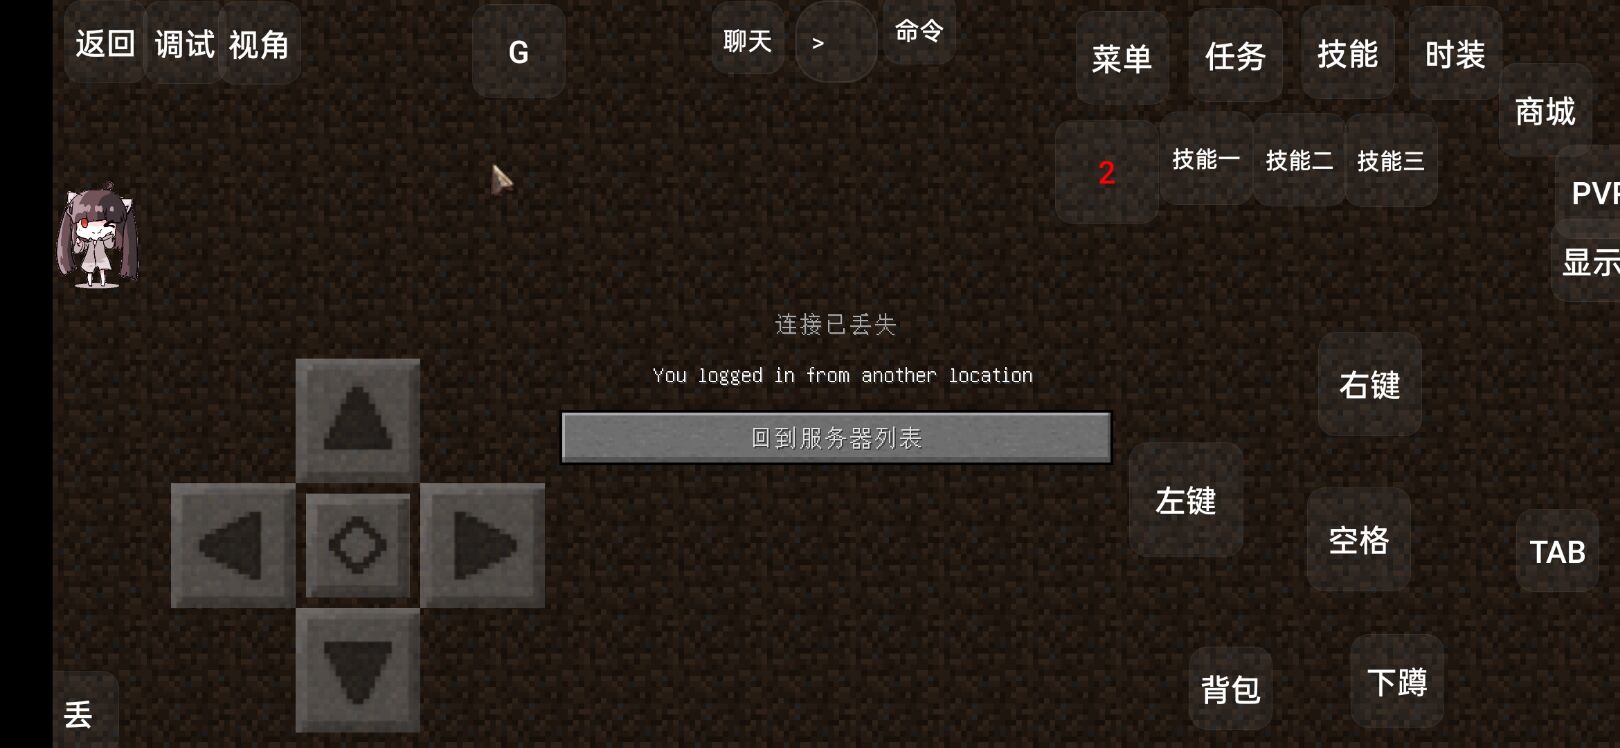 返回 调试 视角
G
聊天 > 命令
菜单 任务 技能 时装
商城
2 技能一 技能二 技能三
PVP
显示
连接已丢失
You logged in from another location
回到服务器列表
右键
左键
空格
TAB
背包
下蹲
丢